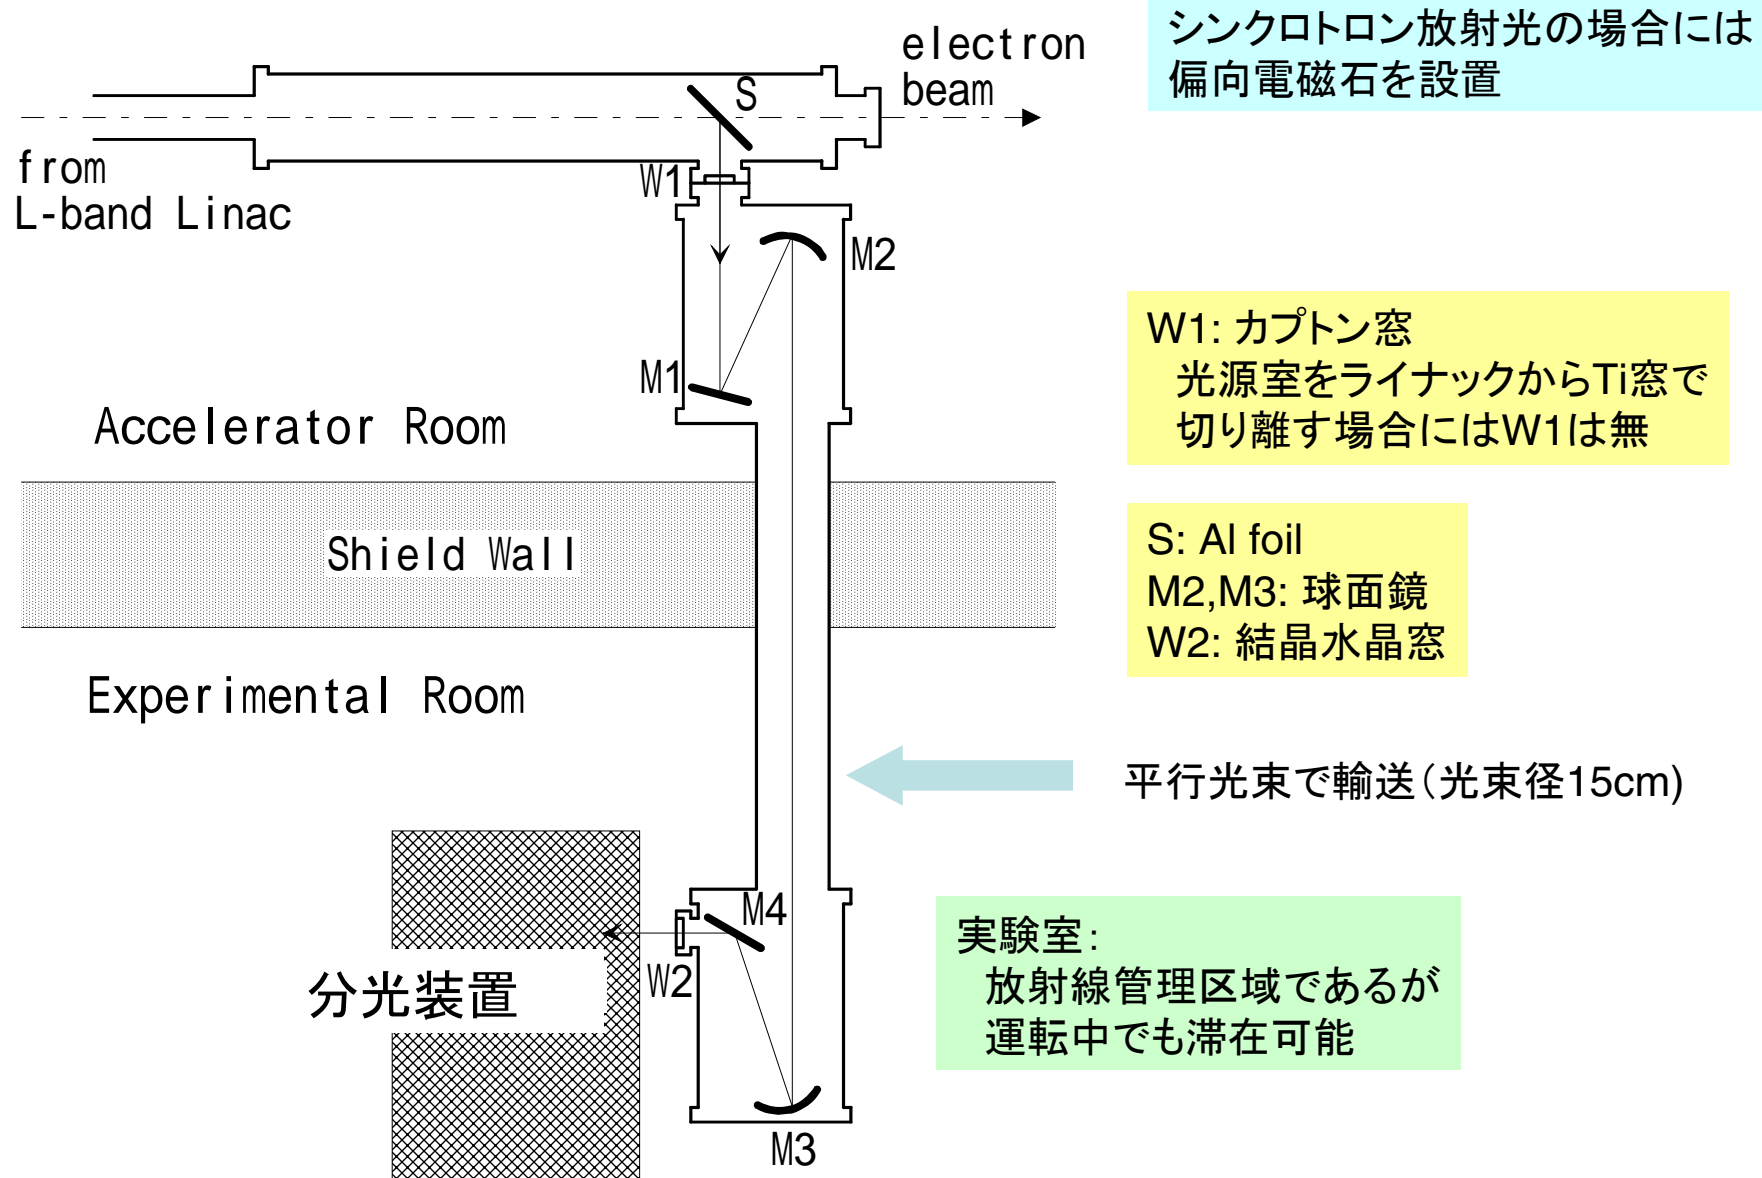 electron
beam
シンクロトロン放射光の場合には
偏向電磁石を設置
S
from
L-band Linac
W1
M2
M1
W1: カプトン窓
光源室をライナックからTi窓で
切り離す場合にはW1は無
Accelerator Room
Shield Wall
S: Al foil
M2,M3: 球面鏡
W2: 結晶水晶窓
Experimental Room
平行光束で輸送(光束径15cm)
M4
W2
分光装置
実験室:
放射線管理区域であるが
運転中でも滞在可能
M3